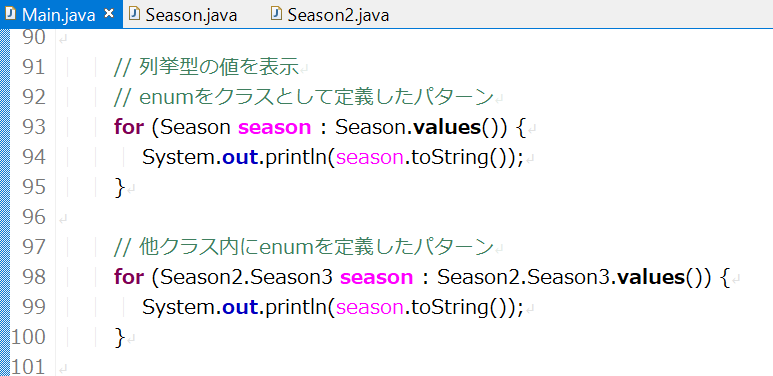 Main.java Season.java Season2.java
90
91 // 列挙型の値を表示
92 // enumをクラスとして定義したパターン
93 for (Season season : Season.values()) {
94 System.out.println(season.toString());
95 }
96
97 // 他クラス内にenumを定義したパターン
98 for (Season2.Season3 season : Season2.Season3.values()) {
99 System.out.println(season.toString());
100 }
101